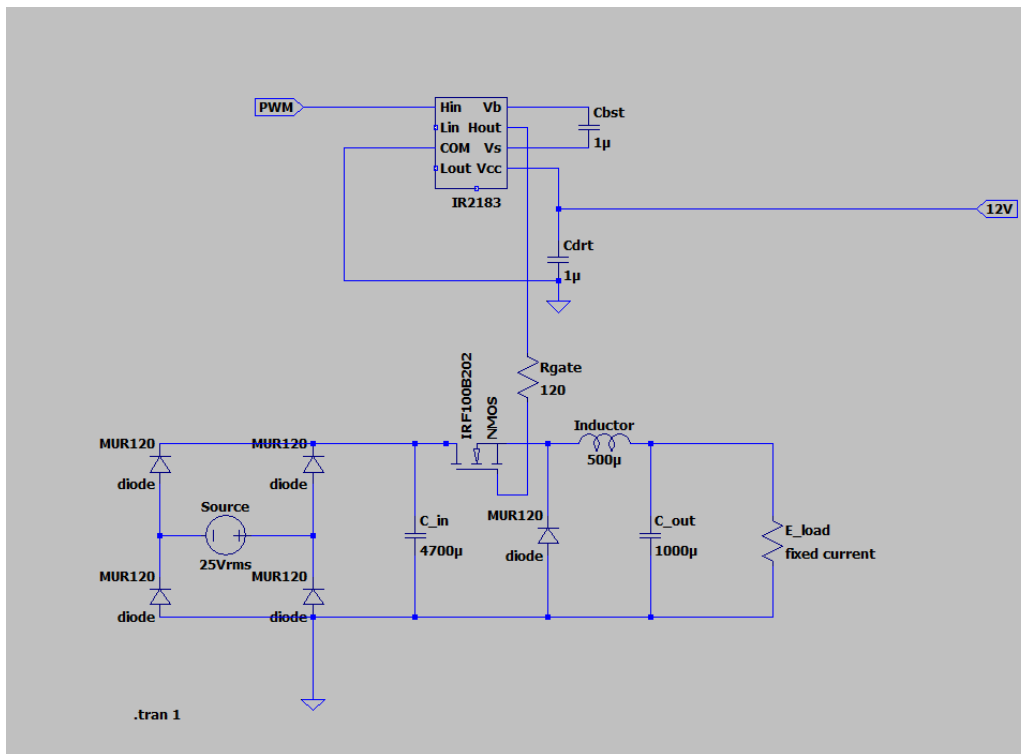 PWM
Hin Vb
Lin Hout
COM Vs
Lout Vcc
IR2183
Cbst
1µ
12V
Cdrt
1µ
Rgate
120
IRF100B202
NMOS
Inductor
500µ
MUR120
diode
MUR120
diode
Source
25Vrms
MUR120
diode
MUR120
diode
C_in
4700µ
MUR120
diode
C_out
1000µ
E_load
fixed current
.tran 1